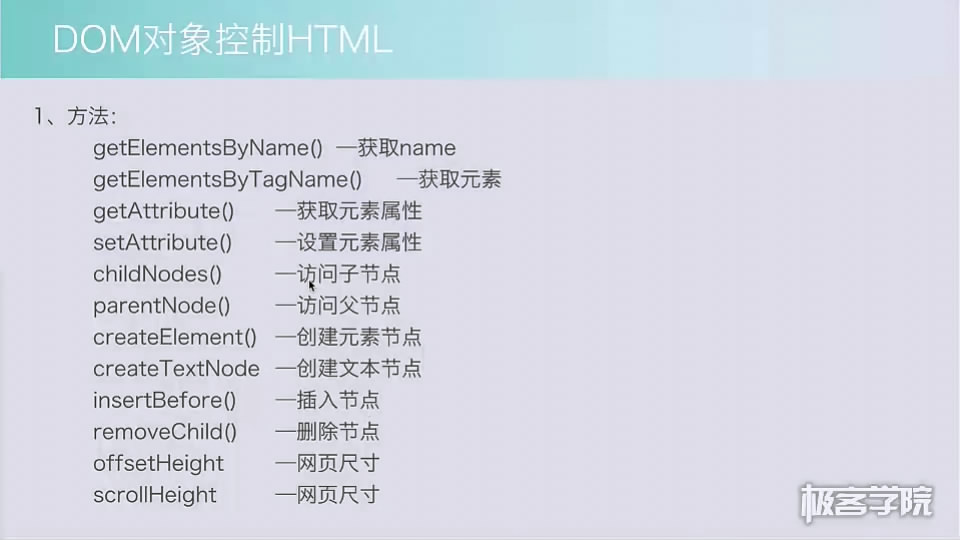 DOM对象控制HTML
1、方法:
getElementsByName() —获取name
getElementsByTagName() —获取元素
getAttribute() —获取元素属性
setAttribute() —设置元素属性
childNodes() —访问子节点
parentNode() —访问父节点
createElement() —创建元素节点
createTextNode —创建文本节点
insertBefore() —插入节点
removeChild() —删除节点
offsetHeight —网页尺寸
scrollHeight —网页尺寸
极客学院